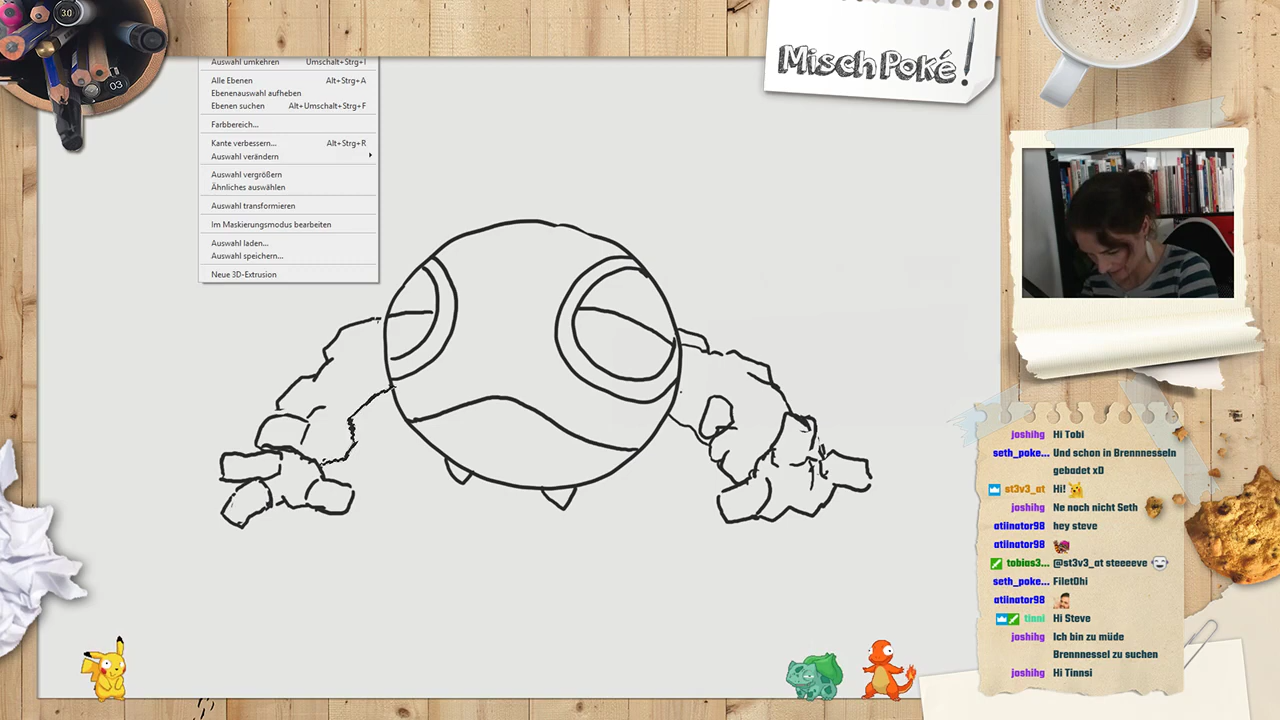 3.0
03
MischPoké!
Auswahl umkehren Umschalt+Strg+I
Alle Ebenen Alt+Strg+A
Ebenenauswahl aufheben
Ebenen suchen Alt+Umschalt+Strg+F
Farbbereich...
Kante verbessern... Alt+Strg+R
Auswahl verändern
Auswahl vergrößern
Ähnliches auswählen
Auswahl transformieren
Im Maskierungsmodus bearbeiten
Auswahl laden...
Auswahl speichern...
Neue 3D-Extrusion
joshihg Hi Tobi
seth_poke... Und schon in Brennnesseln
gebadet xD
st3v3_at Hi!
joshihg Ne noch nicht Seth
atlinator98 hey steve
atlinator98
tobias3... @st3v3_at steeeeve
seth_poke... FiletOhi
atlinator98
tinni Hi Steve
joshihg Ich bin zu müde
Brennnessel zu suchen
joshihg Hi Tinnsi